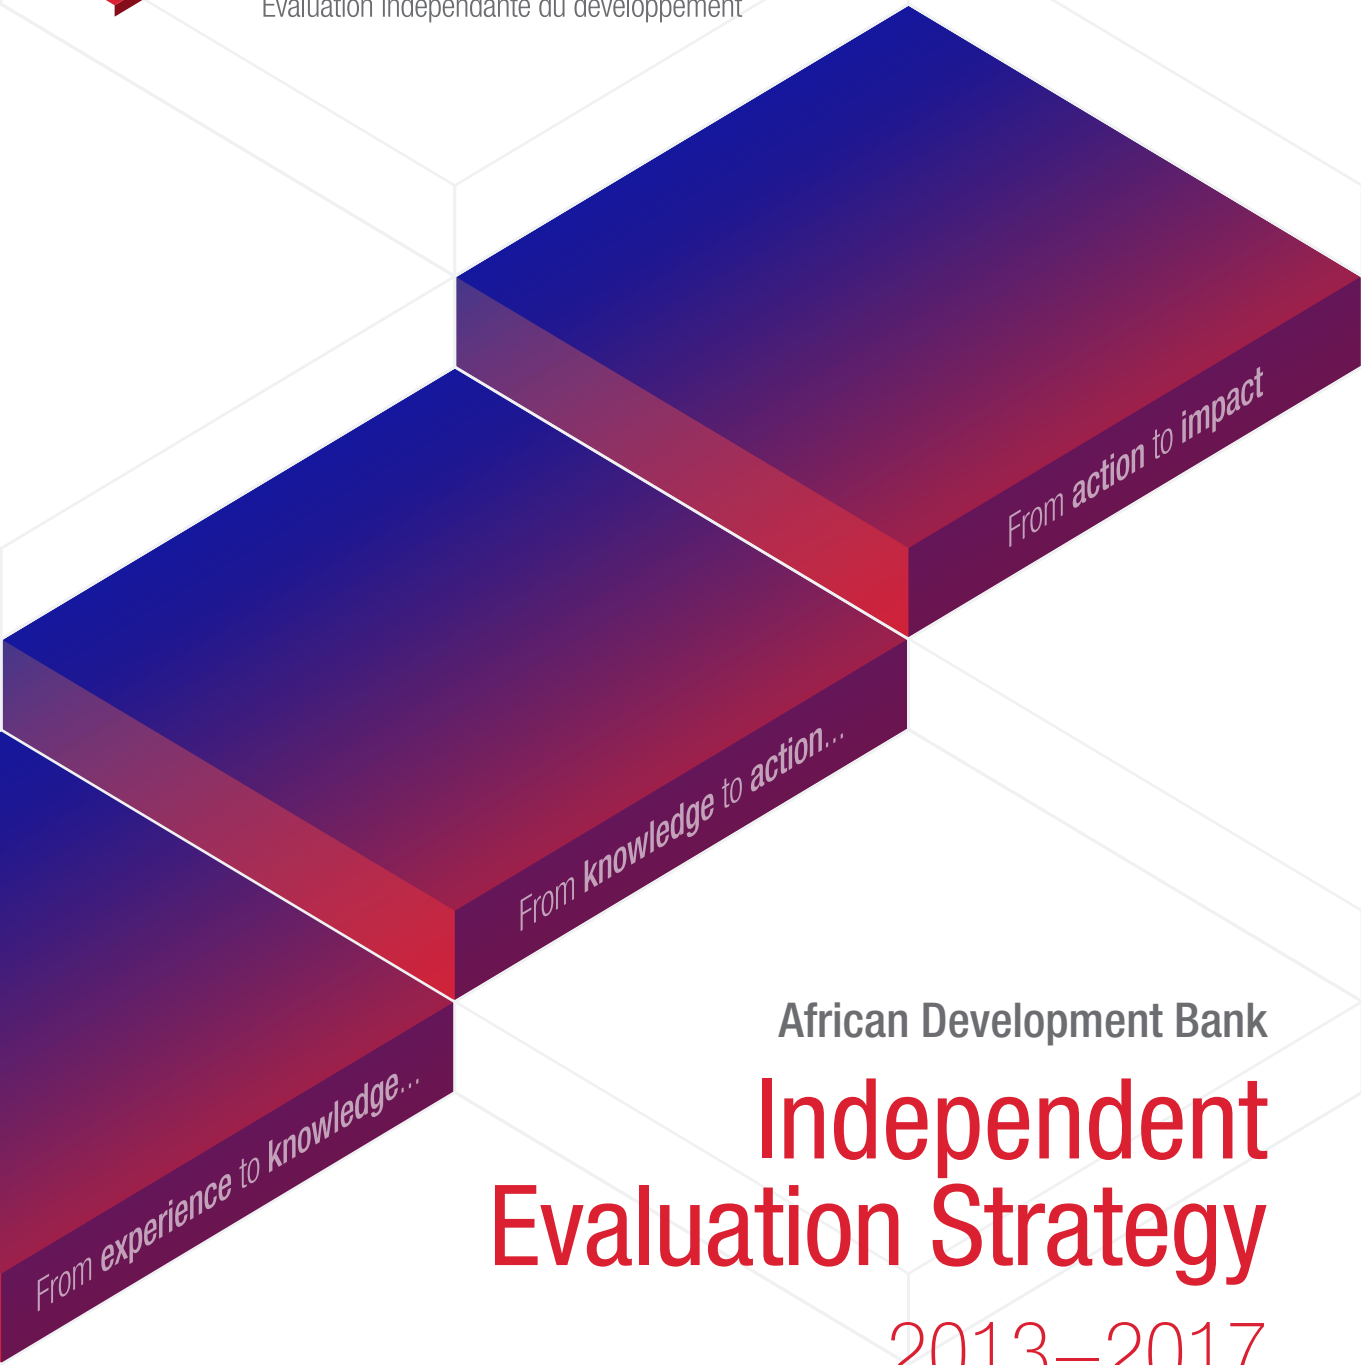 Évaluation indépendante du développement
From action to impact
From knowledge to action...
From experience to knowledge...
African Development Bank
Independent
Evaluation Strategy
2013–2017